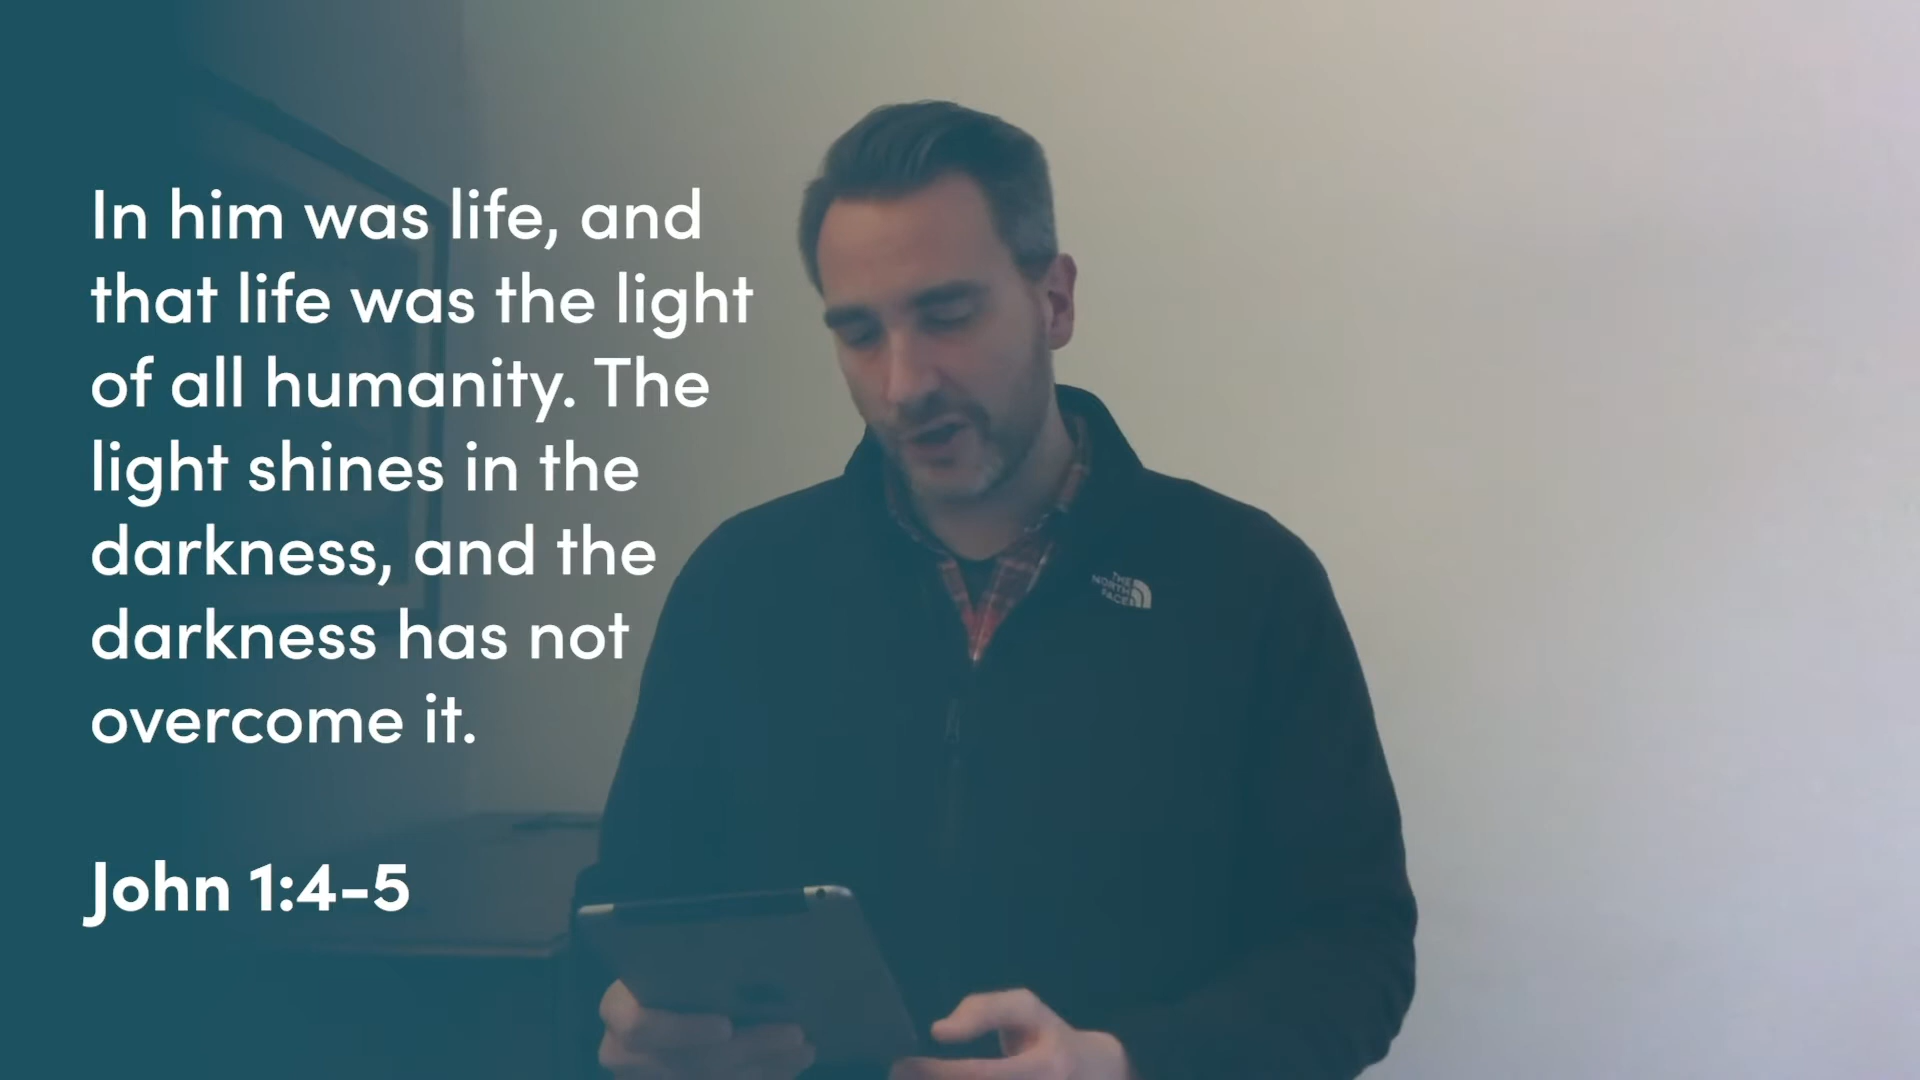 In him was life, and
that life was the light
of all humanity. The
light shines in the
darkness, and the
darkness has not
overcome it.
John 1:4-5
THE
NORTH
FACE